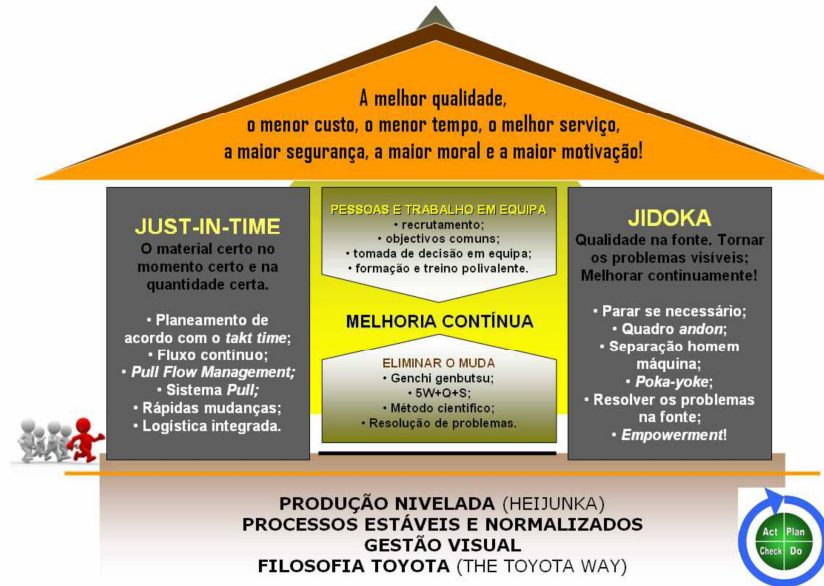 A melhor qualidade,
o menor custo, o menor tempo, o melhor serviço,
a maior segurança, a maior moral e a maior motivação!
JUST-IN-TIME
O material certo no
momento certo e na
quantidade certa.
• Planeamento de
acordo com o takt time;
• Fluxo contínuo;
• Pull Flow Management;
• Sistema Pull;
• Rápidas mudanças;
• Logística integrada.
PESSOAS E TRABALHO EM EQUIPA
• recrutamento;
• objectivos comuns;
• tomada de decisão em equipa;
• formação e treino polivalente.
MELHORIA CONTÍNUA
ELIMINAR O MUDA
• Genchi genbutsu;
• 5W+Q+S;
• Método cientifico;
• Resolução de problemas.
JIDOKA
Qualidade na fonte. Tornar
os problemas visíveis;
Melhorar continuamente!
• Parar se necessário;
• Quadro andon;
• Separação homem
máquina;
• Poka-yoke;
• Resolver os problemas
na fonte;
• Empowerment!
PRODUÇÃO NIVELADA (HEIJUNKA)
PROCESSOS ESTÁVEIS E NORMALIZADOS
GESTÃO VISUAL
FILOSOFIA TOYOTA (THE TOYOTA WAY)
Act Plan
Check Do